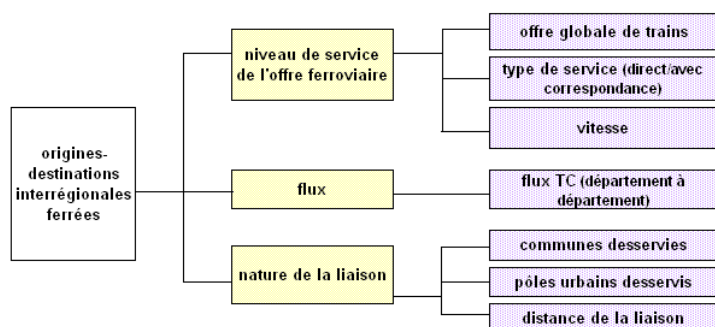 origines-
destinations
interrégionales
ferrées
niveau de service
de l'offre ferroviaire
flux
nature de la liaison
offre globale de trains
type de service (direct/avec
correspondance)
vitesse
flux TC (département à
département)
communes desservies
pôles urbains desservis
distance de la liaison